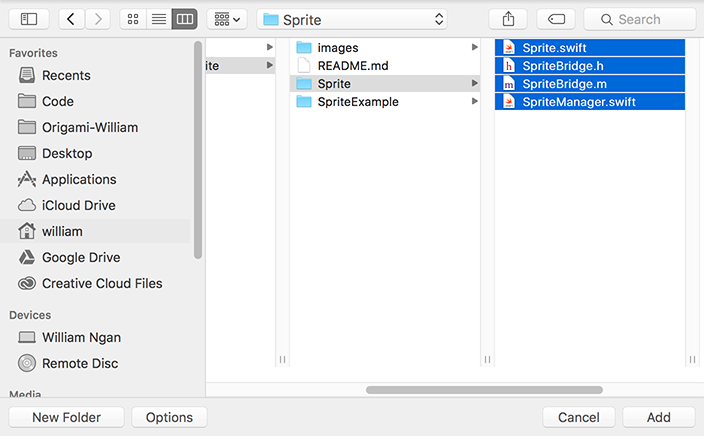 Sprite
Search
Favorites
Recents
Code
Origami-William
Desktop
Applications
iCloud Drive
william
Google Drive
Creative Cloud Files
Devices
William Ngan
Remote Disc
Media
ite
images
README.md
Sprite
SpriteExample
Sprite.swift
h SpriteBridge.h
m SpriteBridge.m
SpriteManager.swift
New Folder
Options
Cancel
Add